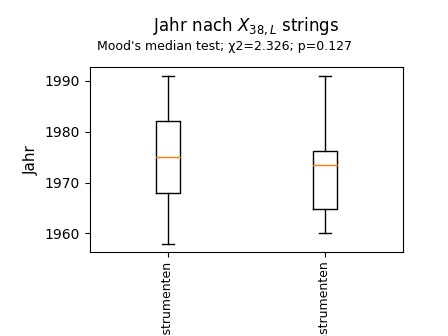 Jahr nach X38,L strings
Mood's median test; χ2=2.326; p=0.127
1990
1980
1970
1960
Jahr
strumenten
strumenten